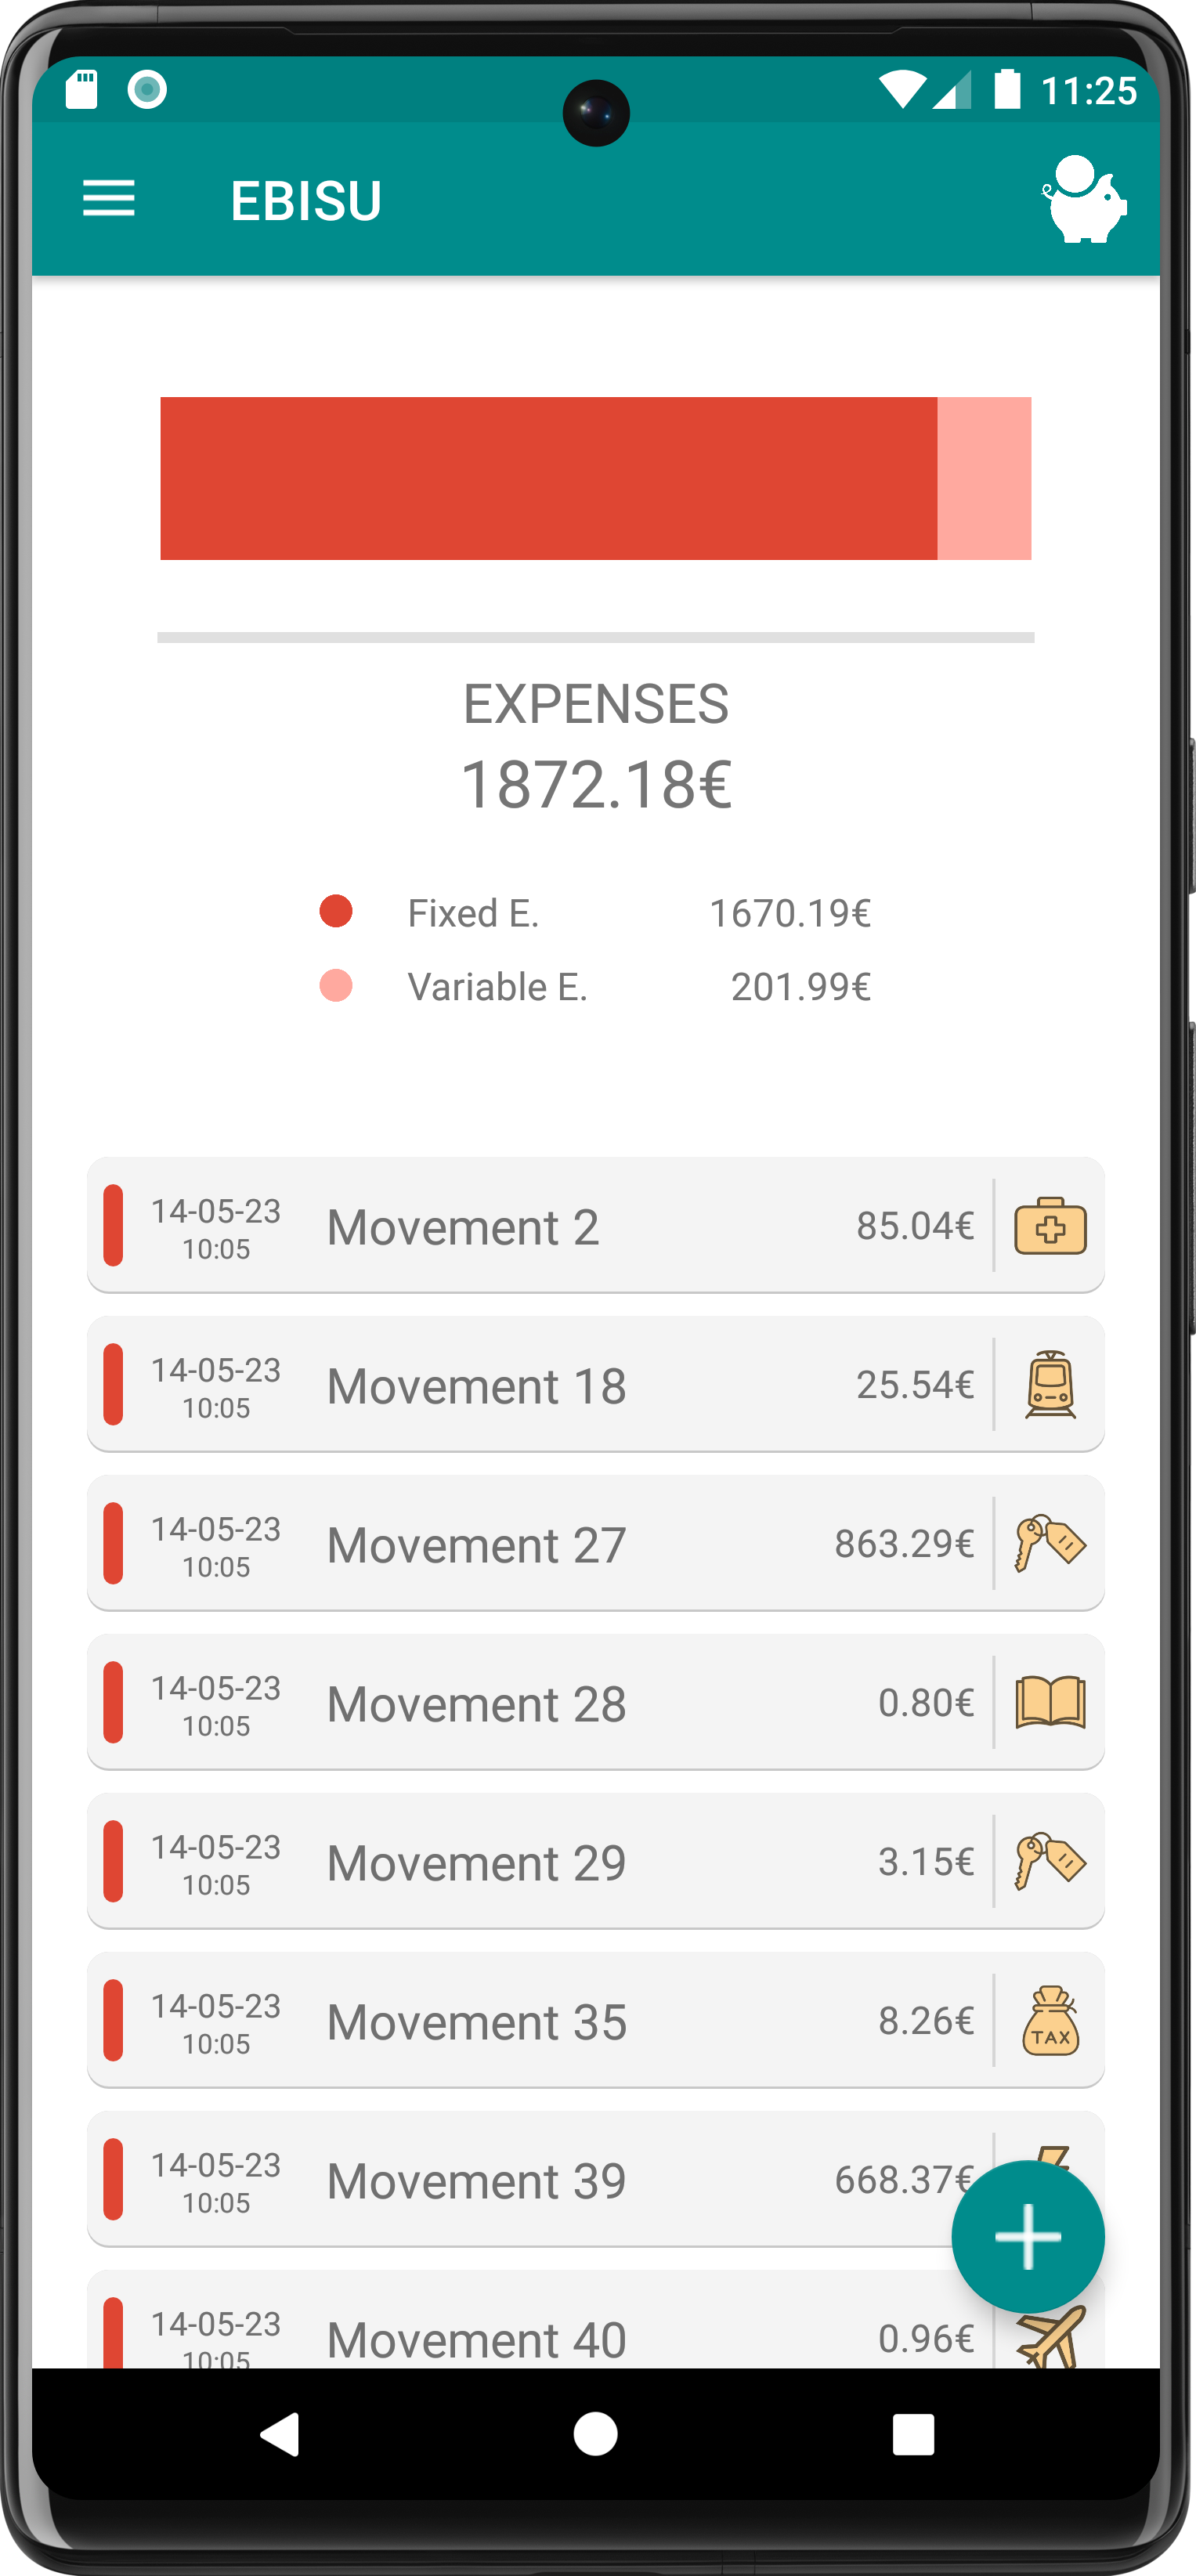 11:25
EBISU
EXPENSES
1872.18€
Fixed E. 1670.19€
Variable E. 201.99€
14-05-23
10:05
Movement 2
85.04€
14-05-23
10:05
Movement 18
25.54€
14-05-23
10:05
Movement 27
863.29€
14-05-23
10:05
Movement 28
0.80€
14-05-23
10:05
Movement 29
3.15€
14-05-23
10:05
Movement 35
8.26€
TAX
14-05-23
10:05
Movement 39
668.37€
14-05-23
10:05
Movement 40
0.96€